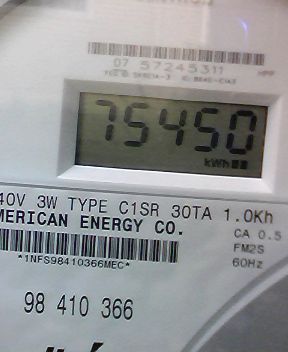 07 57245311
75450
kWh
40V 3W TYPE C1SR 30TA 1.0Kh
MERICAN ENERGY CO.
CA 0.5
FM2S
60Hz
*1NFS98410366MEC*
98 410 366